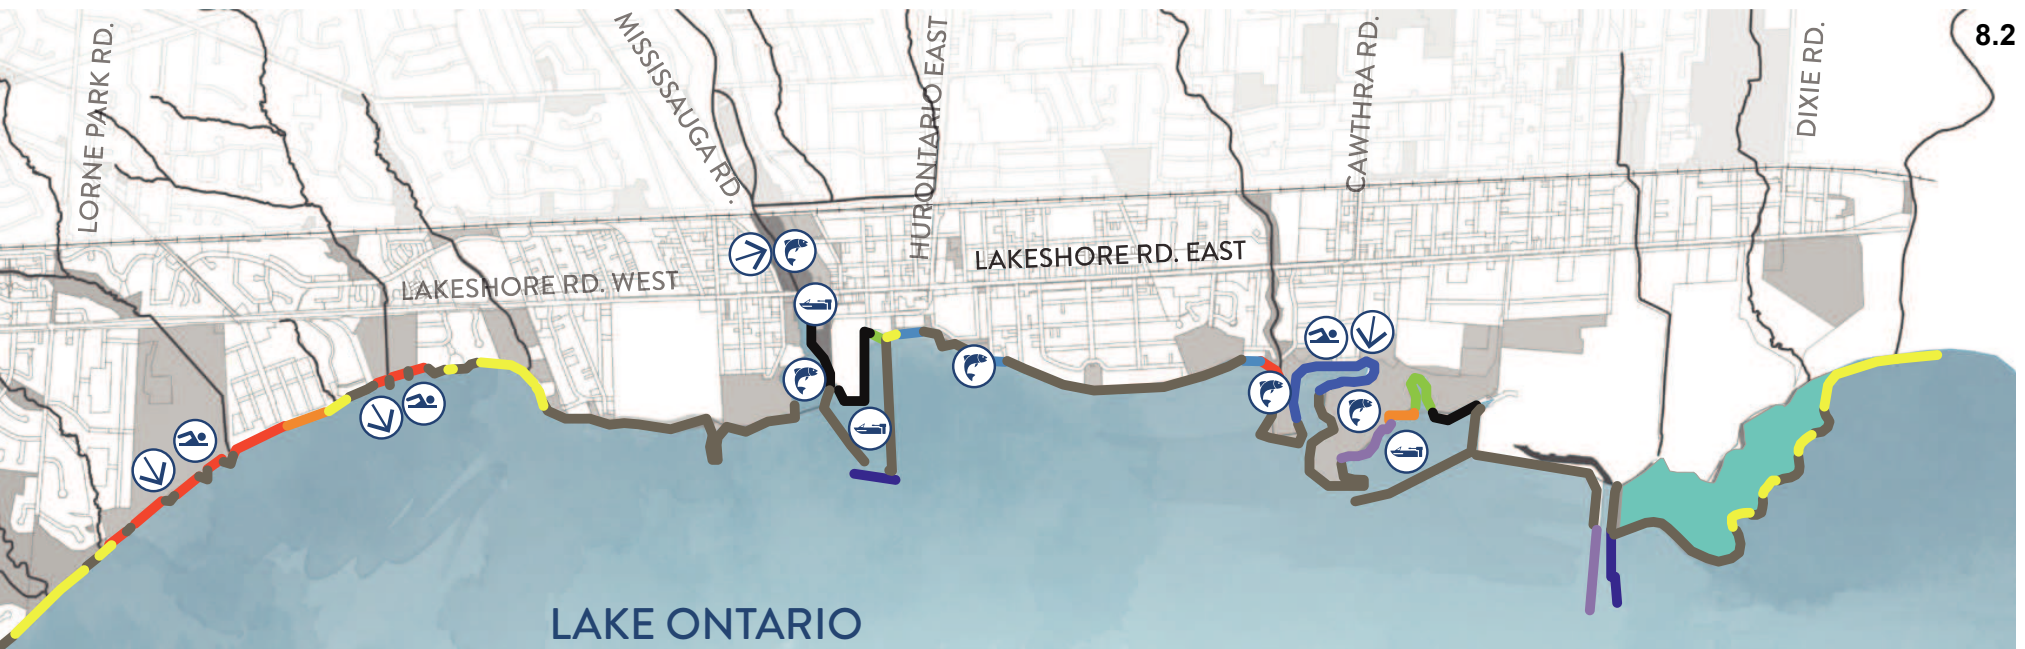 8.2
LORNE PARK RD.
MISSISSAUGA RD.
HURONTARIO EAST
CAWTHRA RD.
DIXIE RD.
LAKESHORE RD. WEST
LAKESHORE RD. EAST
LAKE ONTARIO